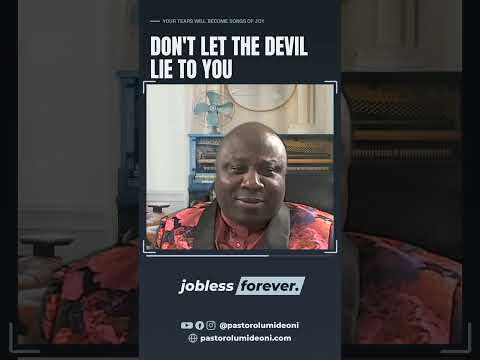 YOUR TEARS WILL BECOME SONGS OF JOY
DON'T LET THE DEVIL
LIE TO YOU
jobless forever.
@pastorolumideoni
pastorolumideoni.com